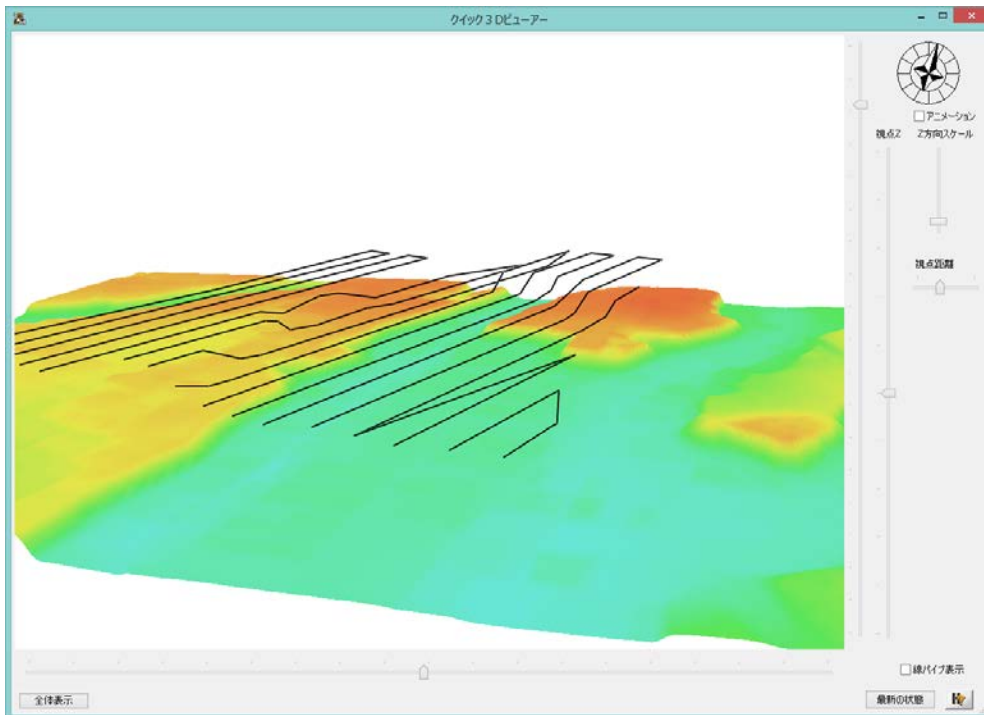 クイック3Dビューアー
アニメーション
視点Z
Z方向スケール
視点距離
線パイプ表示
全体表示
最新の状態